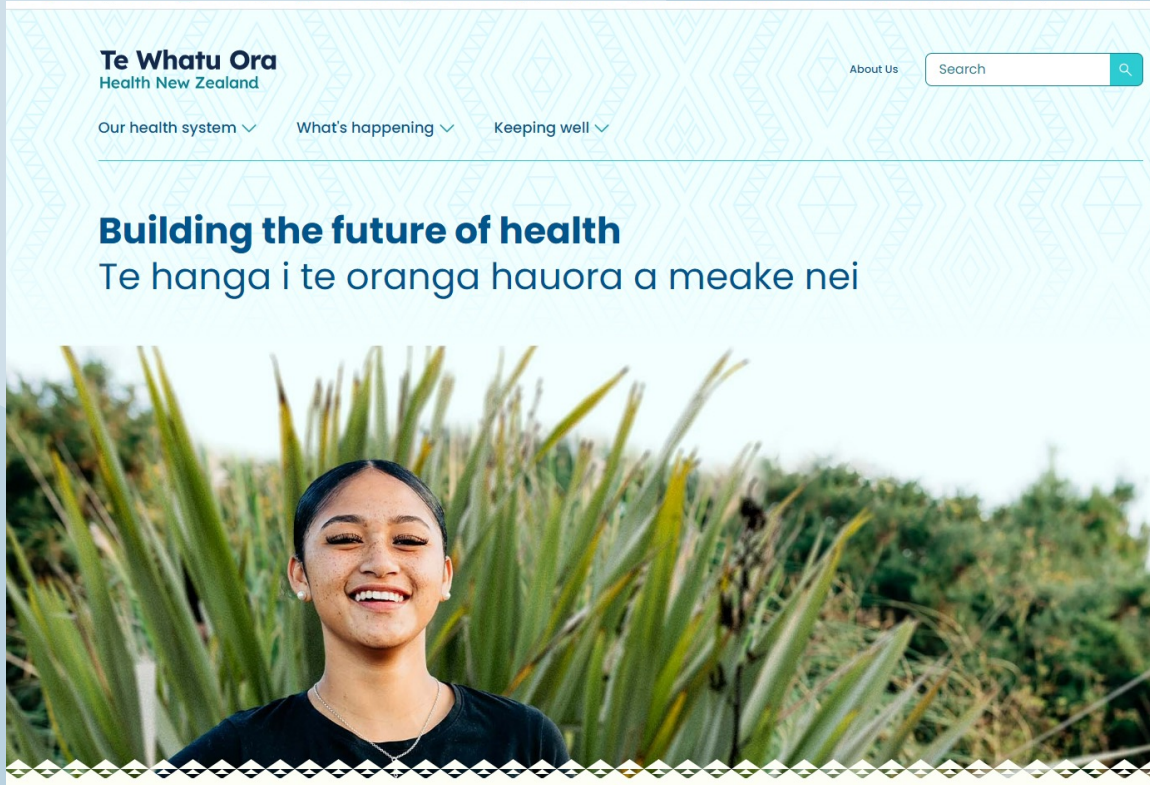 Te Whatu Ora
Health New Zealand
About Us
Search
Our health system
What's happening
Keeping well
Building the future of health
Te hanga i te oranga hauora a meake nei